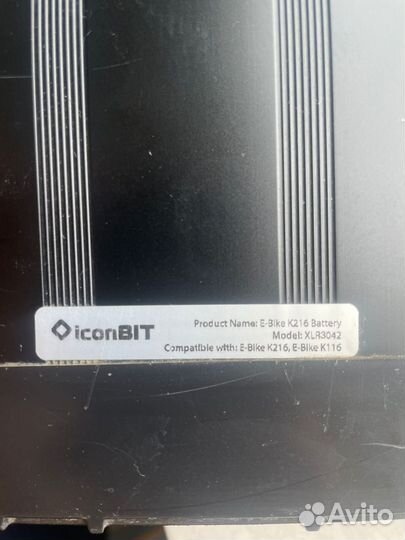 iconBIT
Product Name: E-Bike K216 Battery
Model: XLR3042
Compatible with: E-Bike K216, E-Bike K116
Avito